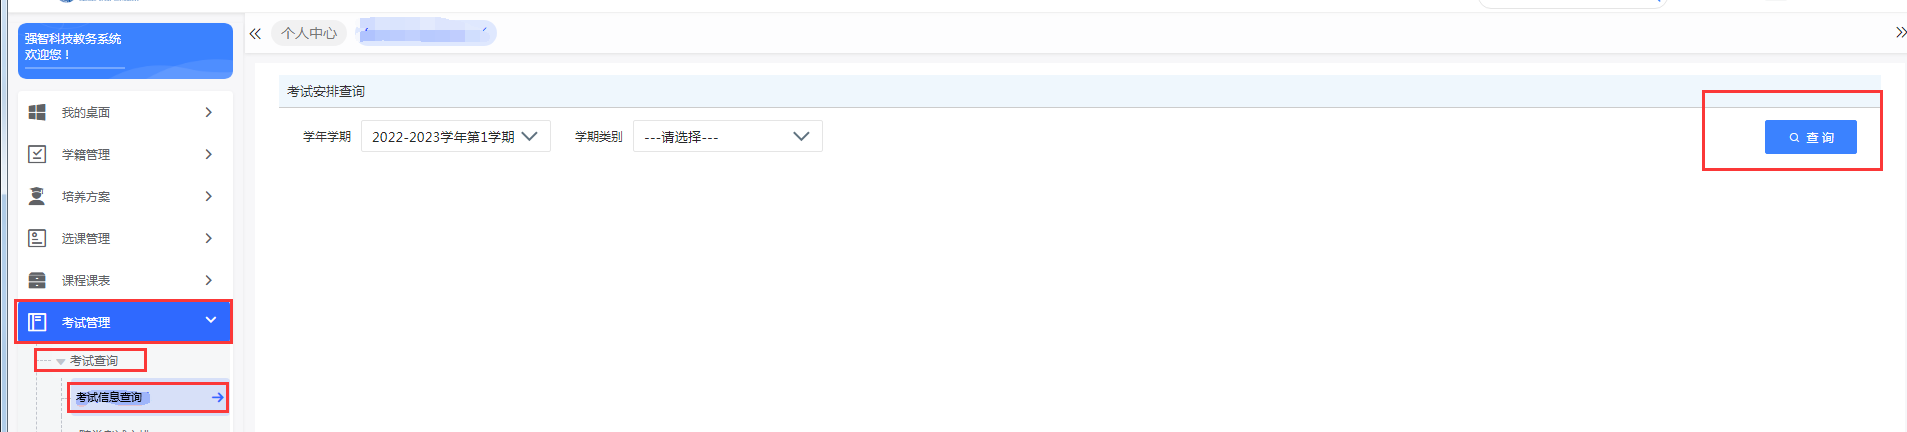 强智科技教务系统
欢迎您！
个人中心
我的桌面
学籍管理
培养方案
选课管理
课程课表
考试管理
考试查询
考试信息查询
考试安排查询
学年学期 2022-2023学年第1学期 学期类别 ---请选择--- 查 询